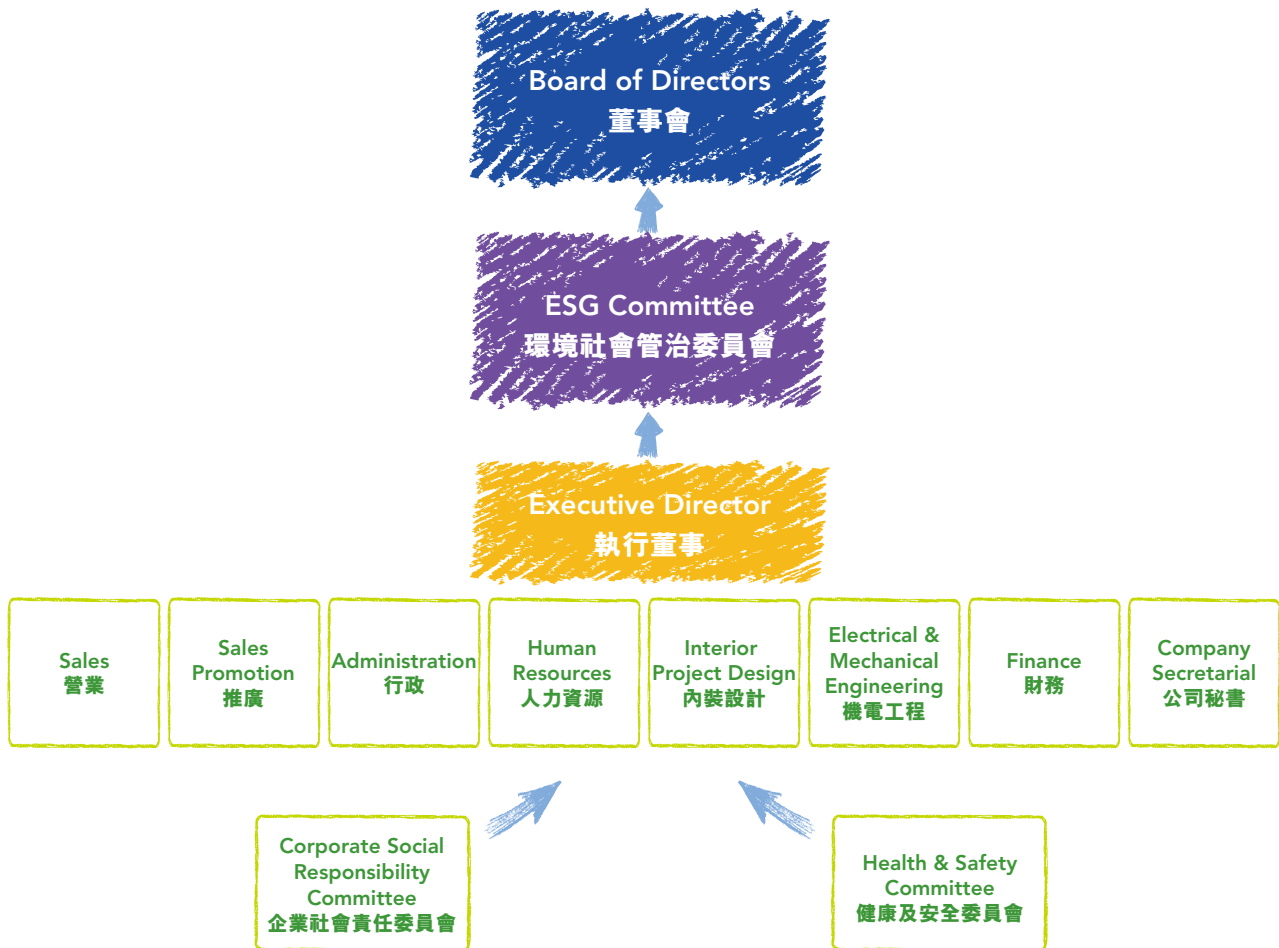 Board of Directors
董事會
ESG Committee
環境社會管治委員會
Executive Director
執行董事
Sales
營業
Sales
Promotion
推廣
Administration
行政
Human
Resources
人力資源
Interior
Project Design
內裝設計
Electrical &
Mechanical
Engineering
機電工程
Finance
財務
Company
Secretarial
公司秘書
Corporate Social
Responsibility
Committee
企業社會責任委員會
Health & Safety
Committee
健康及安全委員會